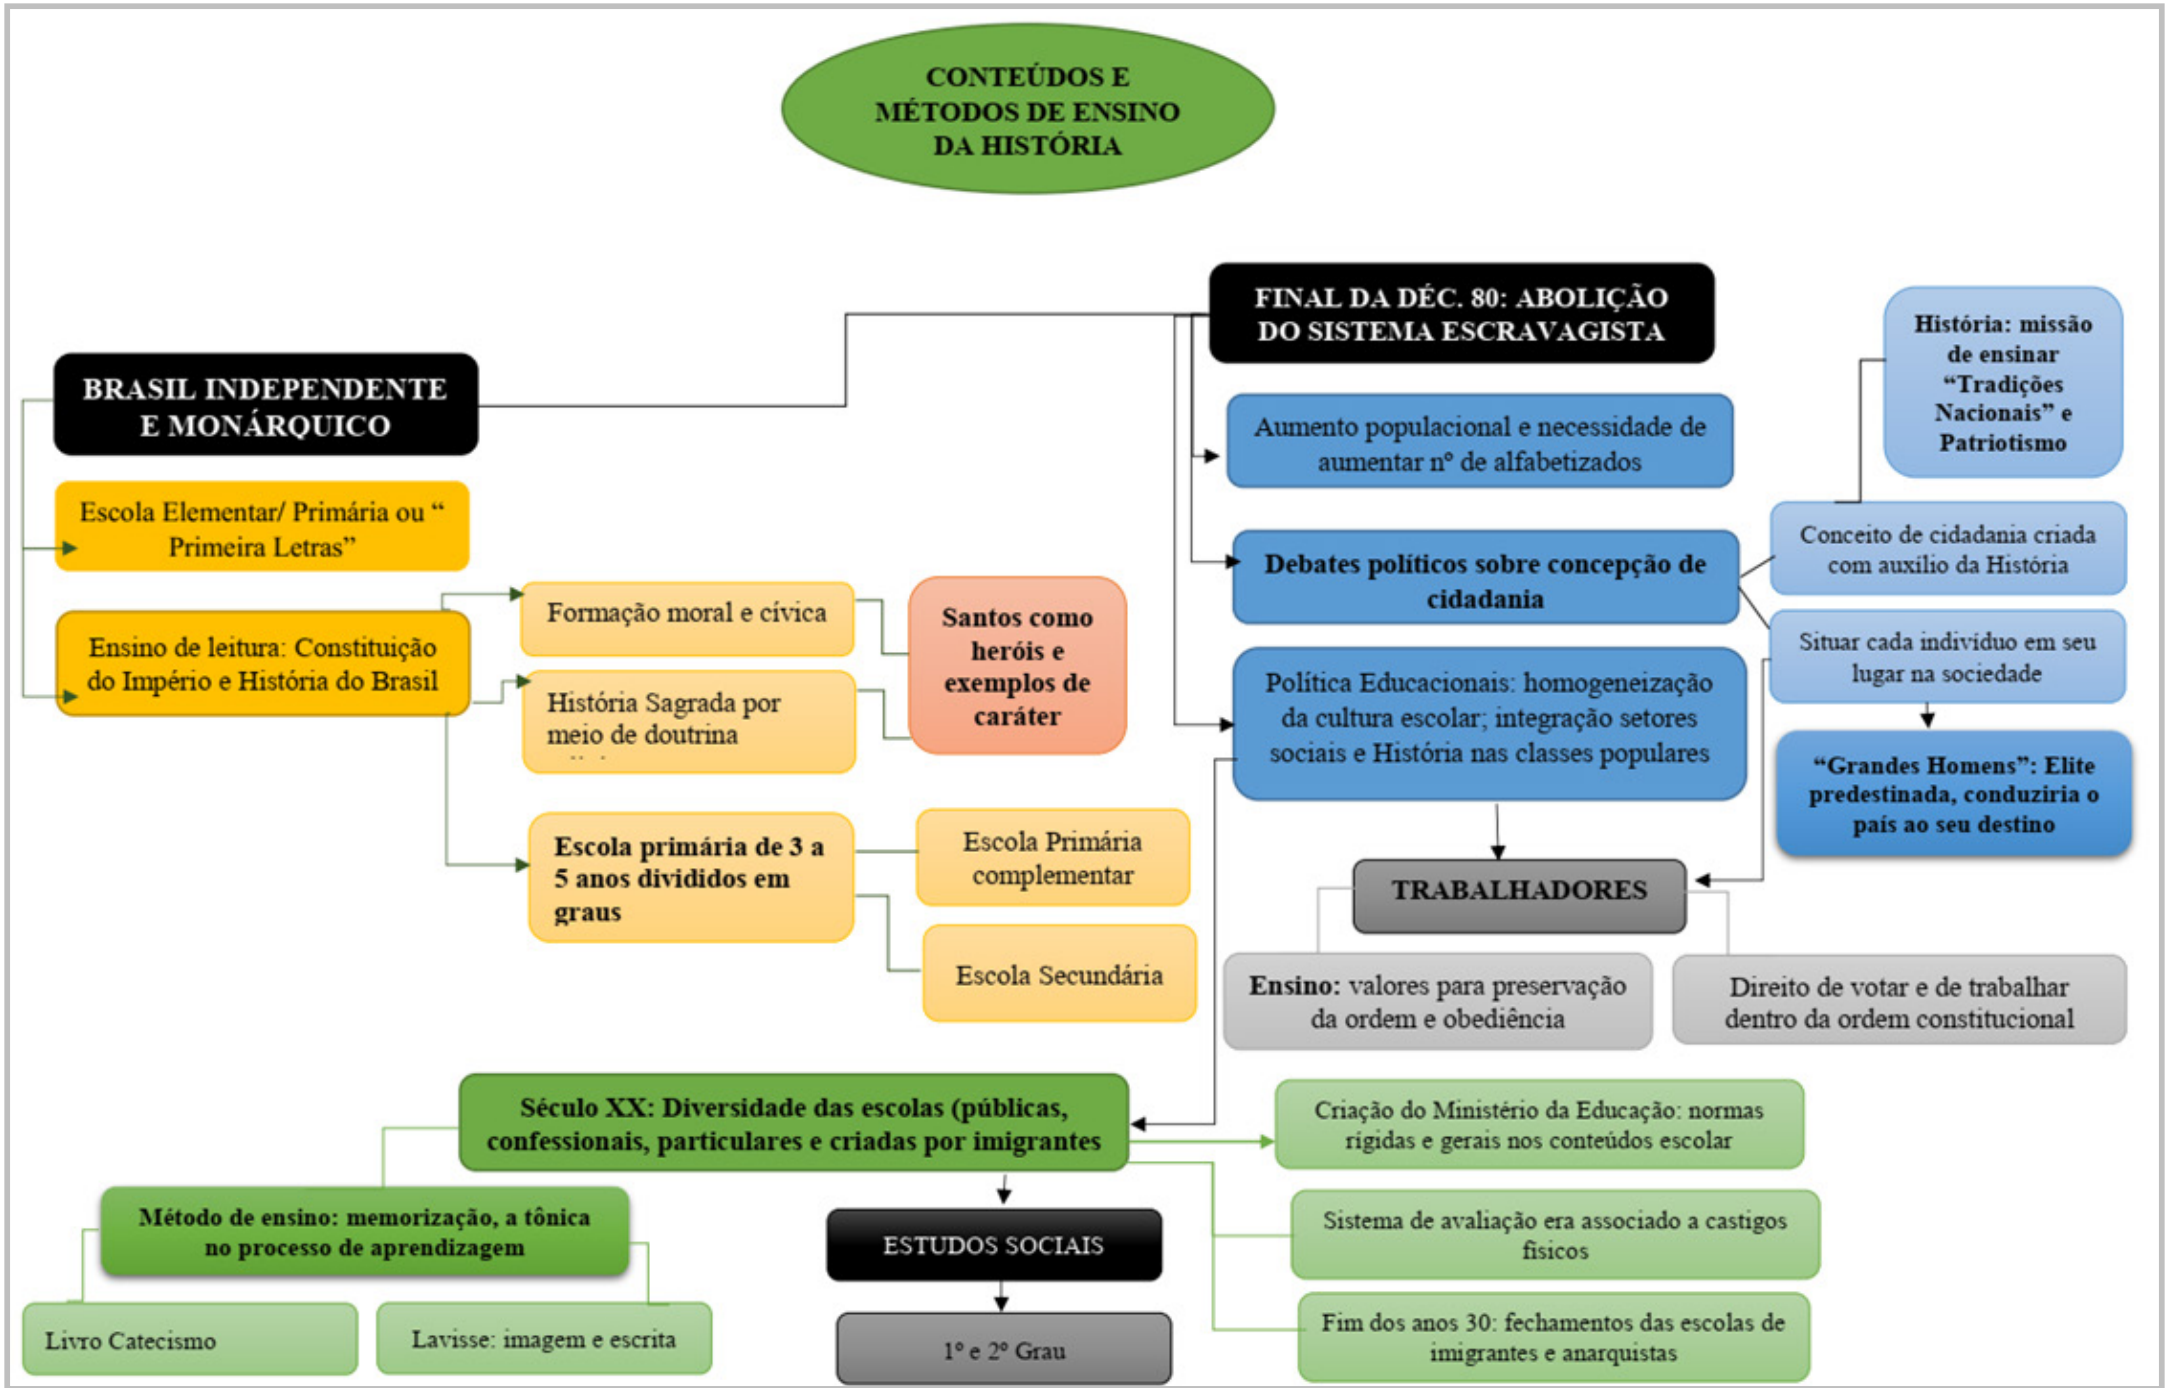 CONTEÚDOS E
MÉTODOS DE ENSINO
DA HISTÓRIA
BRASIL INDEPENDENTE
E MONÁRQUICO
Escola Elementar/ Primária ou “
Primeira Letras”
Ensino de leitura: Constituição
do Império e História do Brasil
Formação moral e cívica
História Sagrada por
meio de doutrina
Santos como
heróis e
exemplos de
caráter
Escola primária de 3 a
5 anos divididos em
graus
Escola Primária
complementar
Escola Secundária
FINAL DA DÉC. 80: ABOLIÇÃO
DO SISTEMA ESCRAVAGISTA
Aumento populacional e necessidade de
aumentar nº de alfabetizados
Debates políticos sobre concepção de
cidadania
Política Educacionais: homogeneização
da cultura escolar; integração setores
sociais e História nas classes populares
História: missão
de ensinar
“Tradições
Nacionais” e
Patriotismo
Conceito de cidadania criada
com auxílio da História
Situar cada indivíduo em seu
lugar na sociedade
“Grandes Homens”: Elite
predestinada, conduziria o
país ao seu destino
TRABALHADORES
Ensino: valores para preservação
da ordem e obediência
Direito de votar e de trabalhar
dentro da ordem constitucional
Século XX: Diversidade das escolas (públicas,
confessionais, particulares e criadas por imigrantes
Método de ensino: memorização, a tônica
no processo de aprendizagem
Livro Catecismo
Lavisse: imagem e escrita
ESTUDOS SOCIAIS
1º e 2º Grau
Criação do Ministério da Educação: normas
rígidas e gerais nos conteúdos escolar
Sistema de avaliação era associado a castigos
físicos
Fim dos anos 30: fechamentos das escolas de
imigrantes e anarquistas